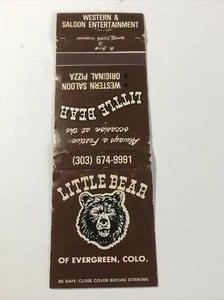 WESTERN &
SALOON ENTERTAINMENT
Always a Festive
occasion at the
LITTLE BEAR
WESTERN SALOON
ORIGINAL PIZZA
(303) 674-9991
LITTLE BEAR
OF EVERGREEN, COLO.
BE SAFE-CLOSE COVER BEFORE STRIKING